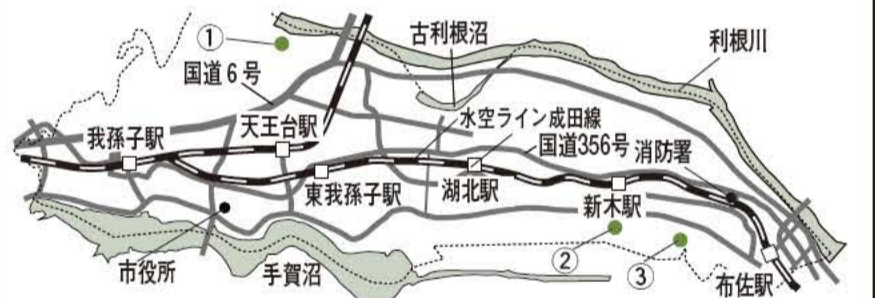 ①
古利根沼
利根川
国道6号
天王台駅
水空ライン成田線
我孫子駅
国道356号
消防署
東我孫子駅
湖北駅
新木駅
市役所
手賀沼
②
③
布佐駅